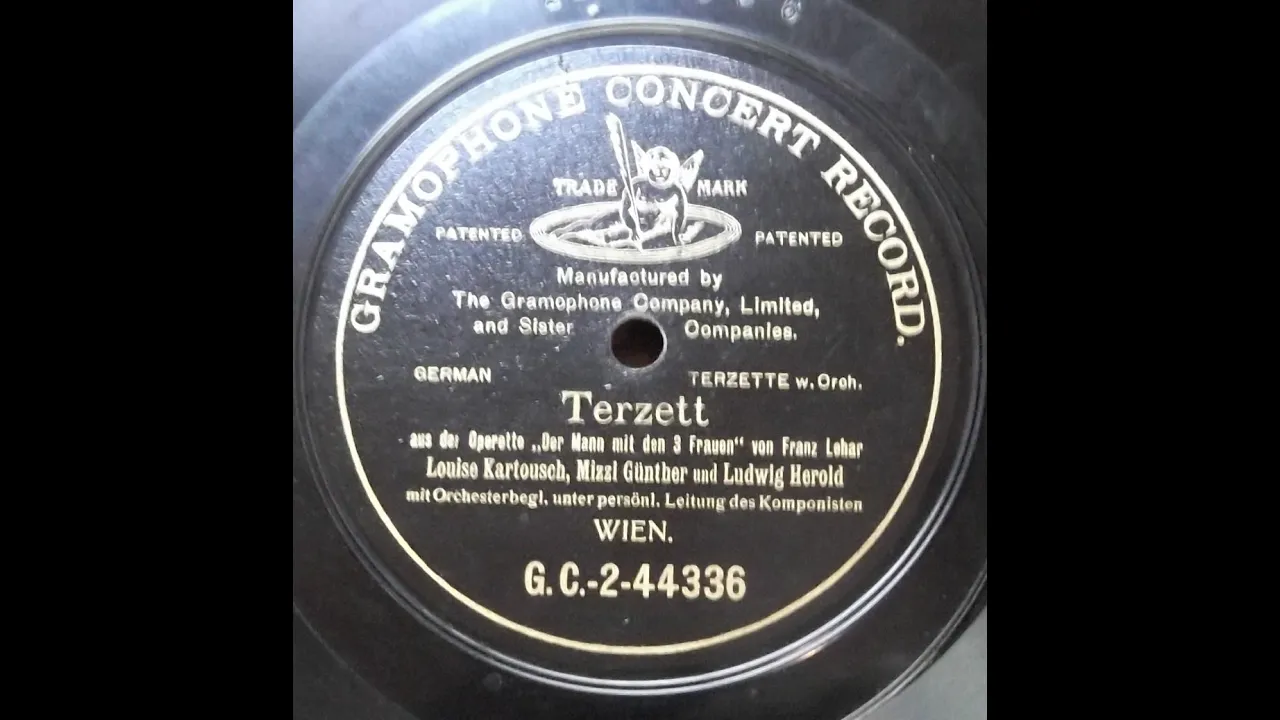 GRAMOPHONE CONCERT RECORD.
TRADE MARK
PATENTED PATENTED
Manufactured by
The Gramophone Company, Limited,
and Sister Companies.
GERMAN TERZETTE w. Orch.
Terzett
aus der Operette „Der Mann mit den 3 Frauen“ von Franz Lehar
Louise Kartousch, Mizzi Günther und Ludwig Herold
mit Orchesterbegl. unter persönl. Leitung des Komponisten
WIEN.
G. C.-2-44336